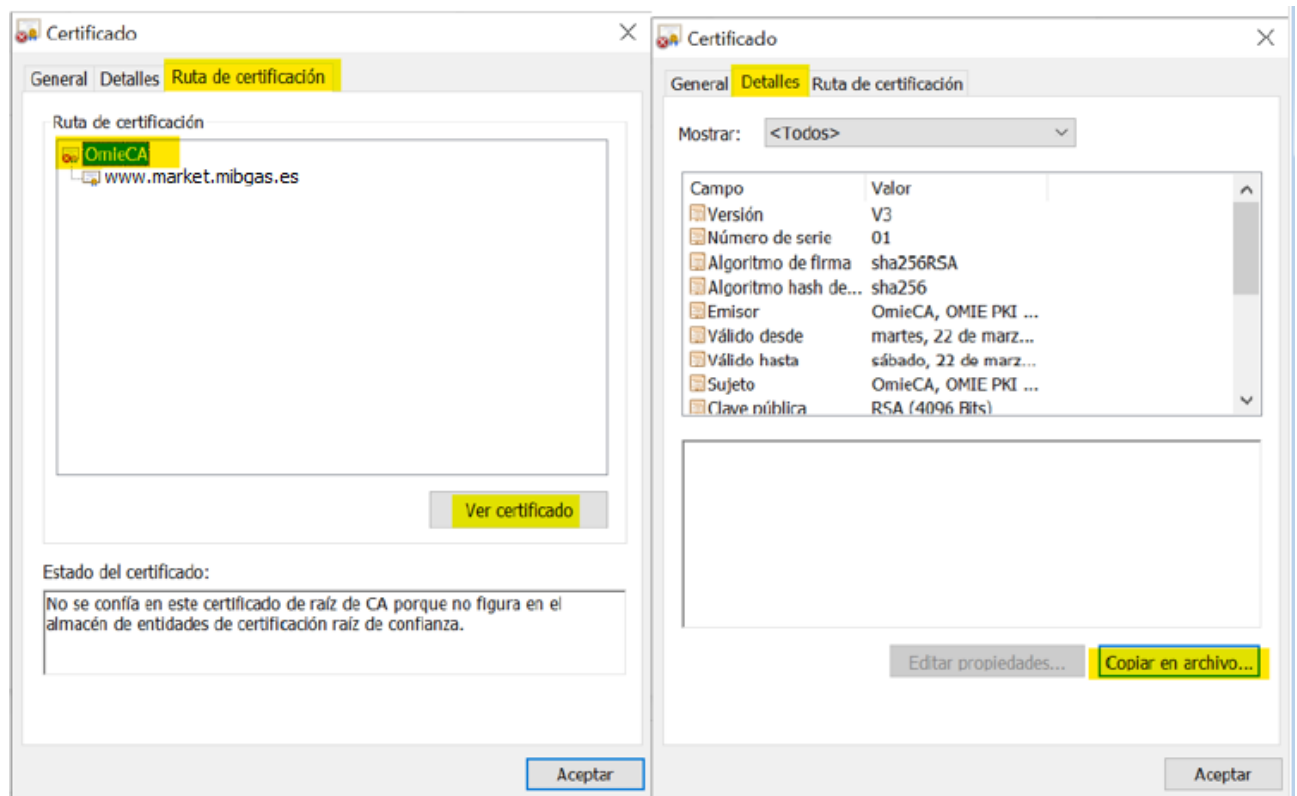 Certificado
General Detalles Ruta de certificación
Ruta de certificación
OmieCA
www.market.mibgas.es
Ver certificado
Estado del certificado:
No se confía en este certificado de raíz de CA porque no figura en el
almacén de entidades de certificación raíz de confianza.
Aceptar
Certificado
General Detalles Ruta de certificación
Mostrar: <Todos>
Campo Valor
Versión V3
Número de serie 01
Algoritmo de firma sha256RSA
Algoritmo hash de... sha256
Emisor OmieCA, OMIE PKI ...
Válido desde martes, 22 de marz...
Válido hasta sábado, 22 de marz...
Sujeto OmieCA, OMIE PKI ...
Clave pública RSA (4096 Bits)
Editar propiedades... Copiar en archivo...
Aceptar